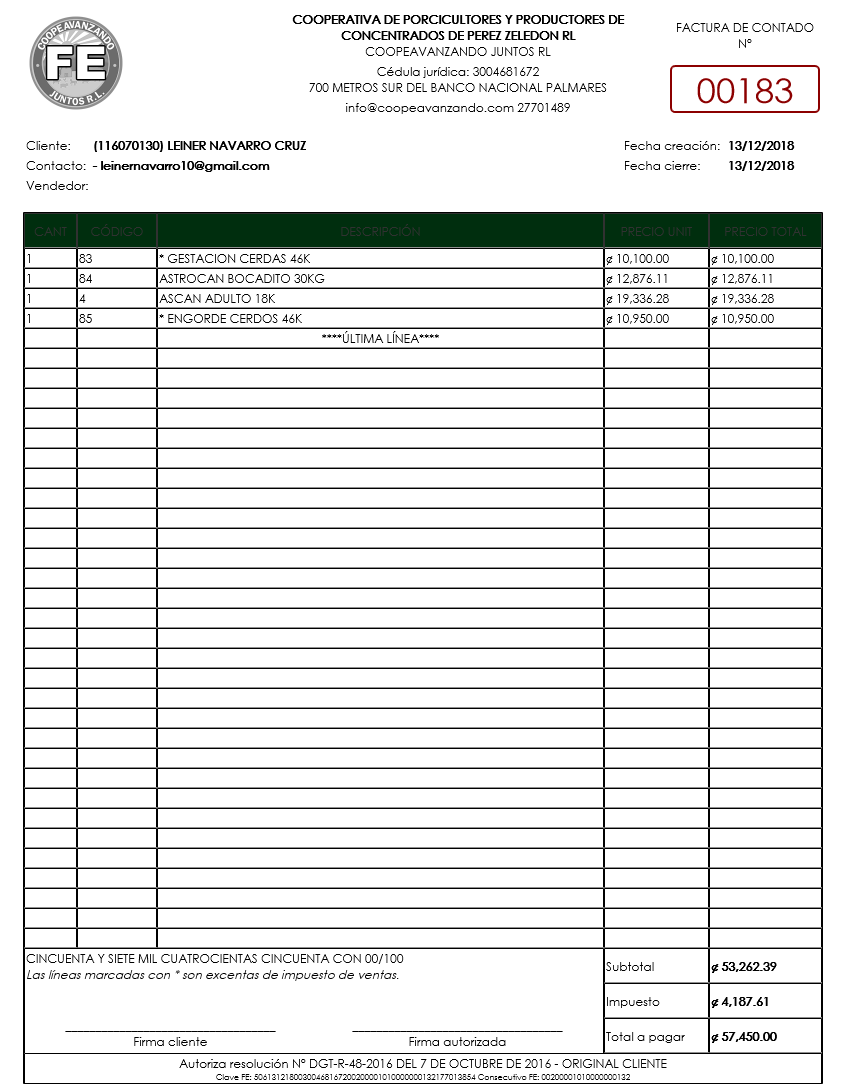 COOPEAVANZANDO
FE
JUNTOS R.L.
COOPERATIVA DE PORCICULTORES Y PRODUCTORES DE
CONCENTRADOS DE PEREZ ZELEDON RL
COOPEAVANZANDO JUNTOS RL
Cédula jurídica: 3004681672
700 METROS SUR DEL BANCO NACIONAL PALMARES
info@coopeavanzando.com 27701489
FACTURA DE CONTADO
N°
00183
Cliente: (116070130) LEINER NAVARRO CRUZ
Contacto: - leinernavarro10@gmail.com
Vendedor:
Fecha creación: 13/12/2018
Fecha cierre: 13/12/2018
CANT CÓDIGO DESCRIPCIÓN PRECIO UNIT PRECIO TOTAL
1 83 * GESTACION CERDAS 46K ¢ 10,100.00 ¢ 10,100.00
1 84 ASTROCAN BOCADITO 30KG ¢ 12,876.11 ¢ 12,876.11
1 4 ASCAN ADULTO 18K ¢ 19,336.28 ¢ 19,336.28
1 85 * ENGORDE CERDOS 46K ¢ 10,950.00 ¢ 10,950.00
****ÚLTIMA LÍNEA****
CINCUENTA Y SIETE MIL CUATROCIENTAS CINCUENTA CON 00/100
Las líneas marcadas con * son excentas de impuesto de ventas.
Subtotal ¢ 53,262.39
Impuesto ¢ 4,187.61
Total a pagar ¢ 57,450.00
Firma cliente Firma autorizada
Autoriza resolución N° DGT-R-48-2016 DEL 7 DE OCTUBRE DE 2016 - ORIGINAL CLIENTE
Clave FE: 50613121800300468167200200001010000000132177013854 Consecutivo FE: 00200001010000000132